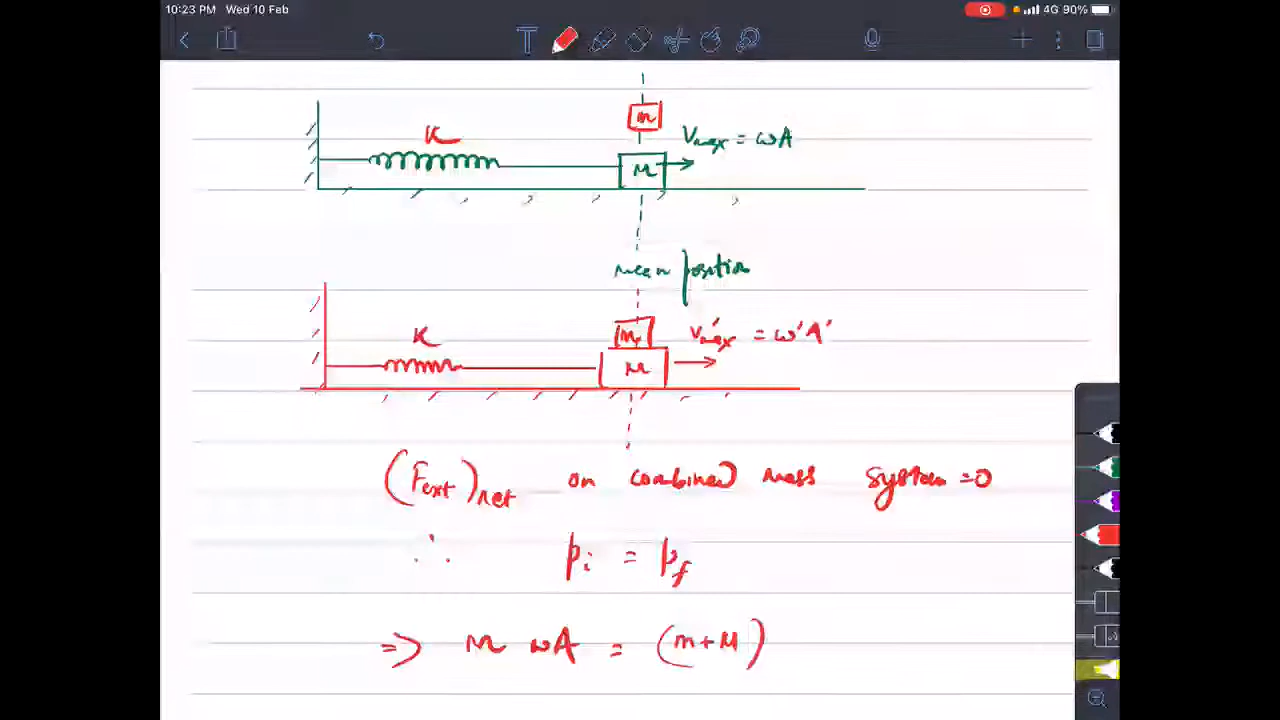 10:23 PM Wed 10 Feb
4G 90%
m
K
Vmax = ωA
M
mean position
m
K
V'max = ω'A'
M
(Fext)net on combined mass system = 0
∴ pi = pf
=> M ωA = (m+M)